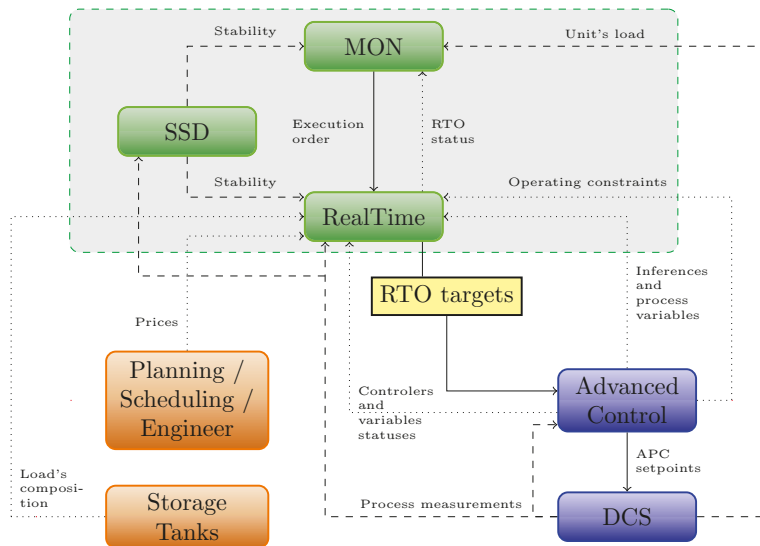 Stability
MON
Unit's load
SSD
Execution
order
RTO
status
Stability
Operating constraints
RealTime
RTO targets
Inferences
and
process
variables
Prices
Planning /
Scheduling /
Engineer
Controlers
and
variables
statuses
Advanced
Control
Load's
composi-
tion
APC
setpoints
Storage
Tanks
Process measurements
DCS